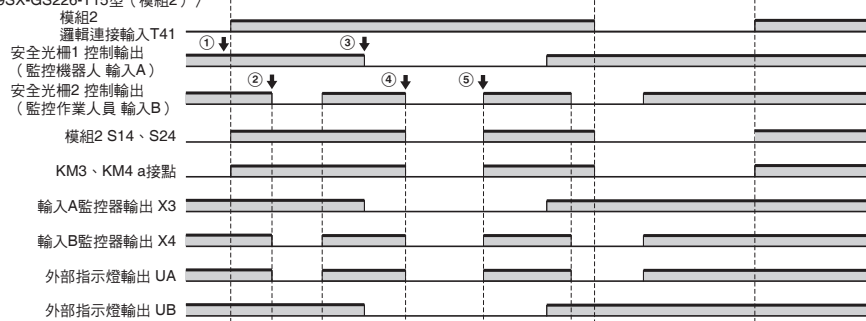 9SX-GS226-T15型（模組2））
模組2
邏輯連接輸入T41
① ③
安全光柵1 控制輸出
（監控機器人 輸入A）
② ④ ⑤
安全光柵2 控制輸出
（監控作業人員 輸入B）
模組2 S14、S24
KM3、KM4 a接點
輸入A監控器輸出 X3
輸入B監控器輸出 X4
外部指示燈輸出 UA
外部指示燈輸出 UB